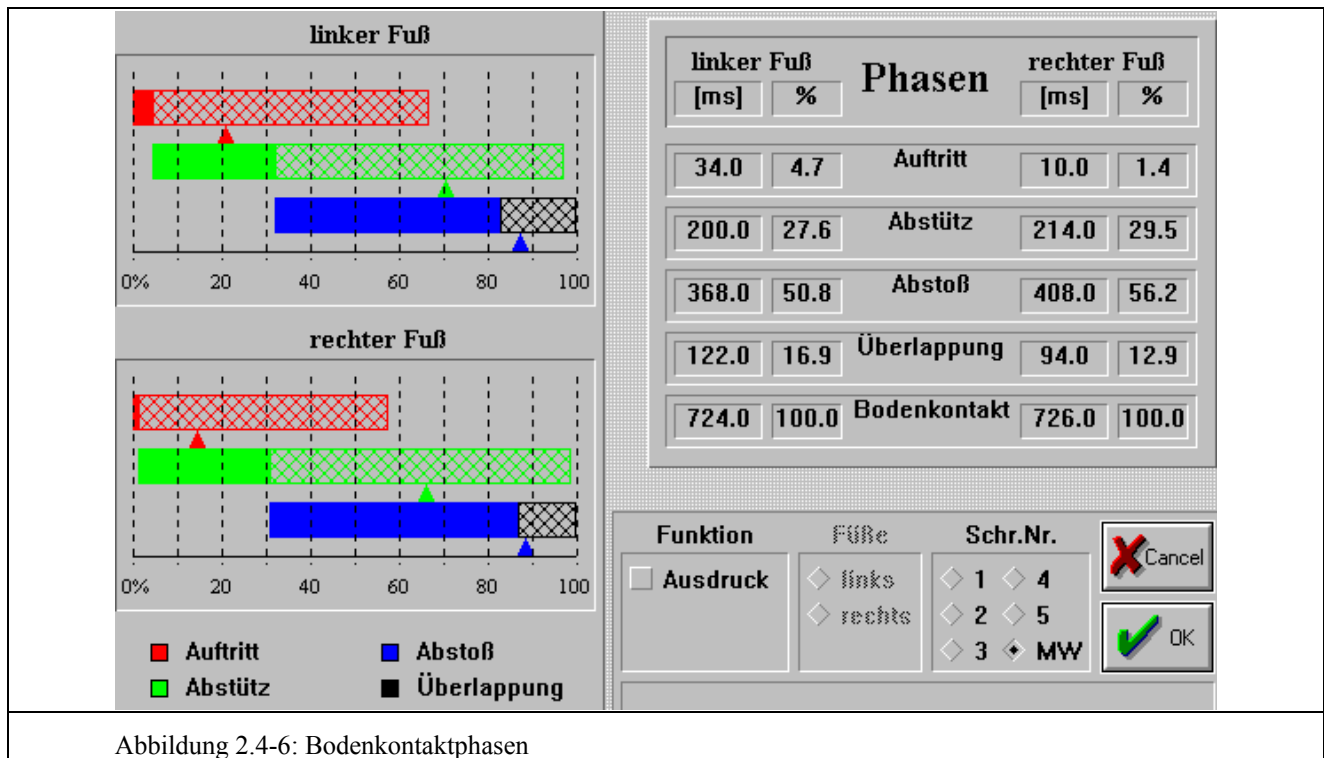 linker Fuß
0% 20 40 60 80 100
rechter Fuß
0% 20 40 60 80 100
Auftritt Abstoß
Abstütz Überlappung
linker Fuß Phasen rechter Fuß
[ms] % [ms] %
34.0 4.7 Auftritt 10.0 1.4
200.0 27.6 Abstütz 214.0 29.5
368.0 50.8 Abstoß 408.0 56.2
122.0 16.9 Überlappung 94.0 12.9
724.0 100.0 Bodenkontakt 726.0 100.0
Funktion Füße Schr.Nr.
Ausdruck links 1 4
rechts 2 5
3 MW
Cancel
OK
Abbildung 2.4-6: Bodenkontaktphasen